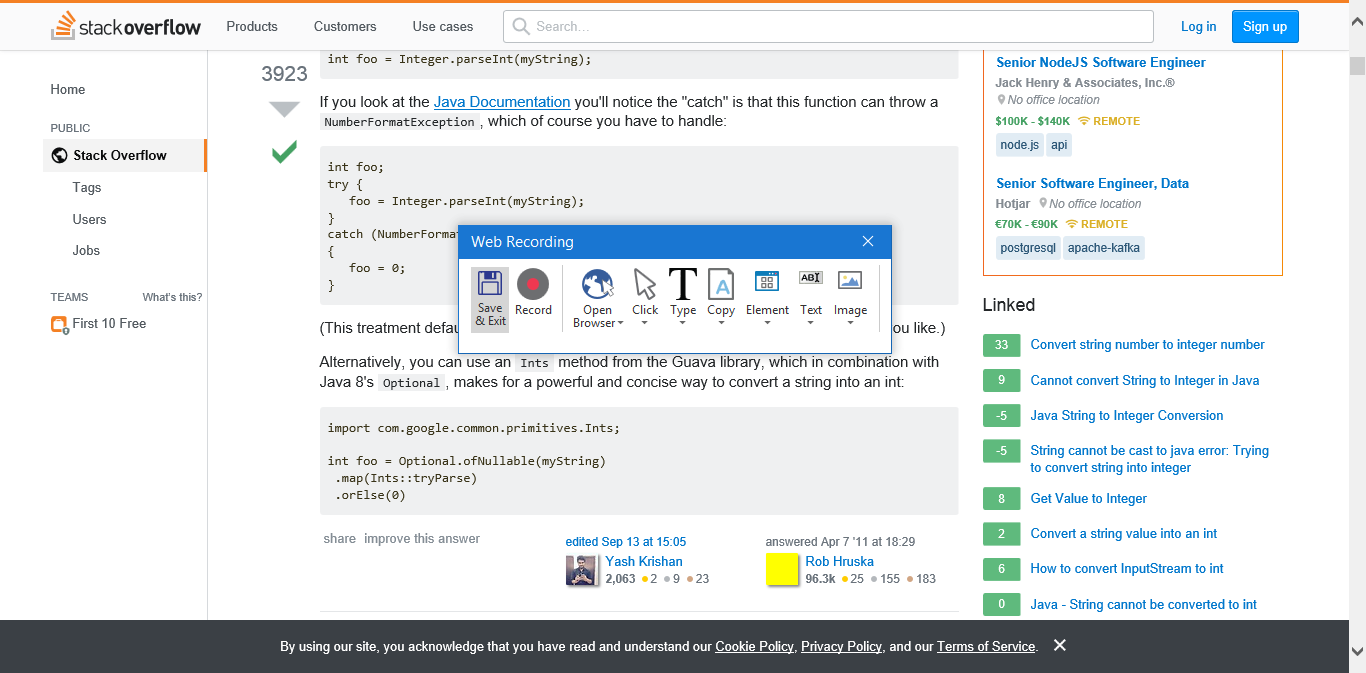 stackoverflow
Products
Customers
Use cases
Search...
Log in
Sign up
Home
PUBLIC
Stack Overflow
Tags
Users
Jobs
TEAMS
What's this?
First 10 Free
3923
int foo = Integer.parseInt(myString);
If you look at the Java Documentation you'll notice the "catch" is that this function can throw a
NumberFormatException , which of course you have to handle:
int foo;
try {
foo = Integer.parseInt(myString);
}
catch (NumberForma
{
foo = 0;
}
(This treatment defau
ou like.)
Web Recording
Save
& Exit
Record
Open
Browser
Click
T
Type
A
Copy
Element
ABI
Text
Image
Alternatively, you can use an Ints method from the Guava library, which in combination with
Java 8's Optional , makes for a powerful and concise way to convert a string into an int:
import com.google.common.primitives.Ints;
int foo = Optional.ofNullable(myString)
.map(Ints::tryParse)
.orElse(0)
share improve this answer
edited Sep 13 at 15:05
Yash Krishan
2,063 2 9 23
answered Apr 7 '11 at 18:29
Rob Hruska
96.3k 25 155 183
Senior NodeJS Software Engineer
Jack Henry & Associates, Inc.®
No office location
$100K - $140K REMOTE
node.js api
Senior Software Engineer, Data
Hotjar No office location
€70K - €90K REMOTE
postgresql apache-kafka
Linked
33 Convert string number to integer number
9 Cannot convert String to Integer in Java
-5 Java String to Integer Conversion
-5 String cannot be cast to java error: Trying
to convert string into integer
8 Get Value to Integer
2 Convert a string value into an int
6 How to convert InputStream to int
0 Java - String cannot be converted to int
By using our site, you acknowledge that you have read and understand our Cookie Policy, Privacy Policy, and our Terms of Service.